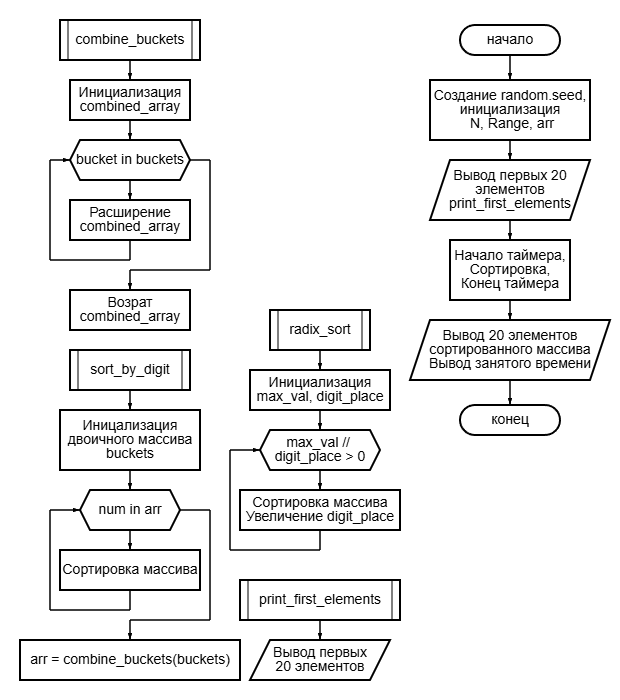 combine_buckets
Инициализация
combined_array
bucket in buckets
Расширение
combined_array
Возрат
combined_array
sort_by_digit
Иницализация
двоичного массива
buckets
num in arr
Сортировка массива
arr = combine_buckets(buckets)
radix_sort
Инициализация
max_val, digit_place
max_val //
digit_place > 0
Сортировка массива
Увеличение digit_place
print_first_elements
Вывод первых
20 элементов
начало
Создание random.seed,
инициализация
N, Range, arr
Вывод первых 20
элементов
print_first_elements
Начало таймера,
Сортировка,
Конец таймера
Вывод 20 элементов
сортированного массива
Вывод занятого времени
конец